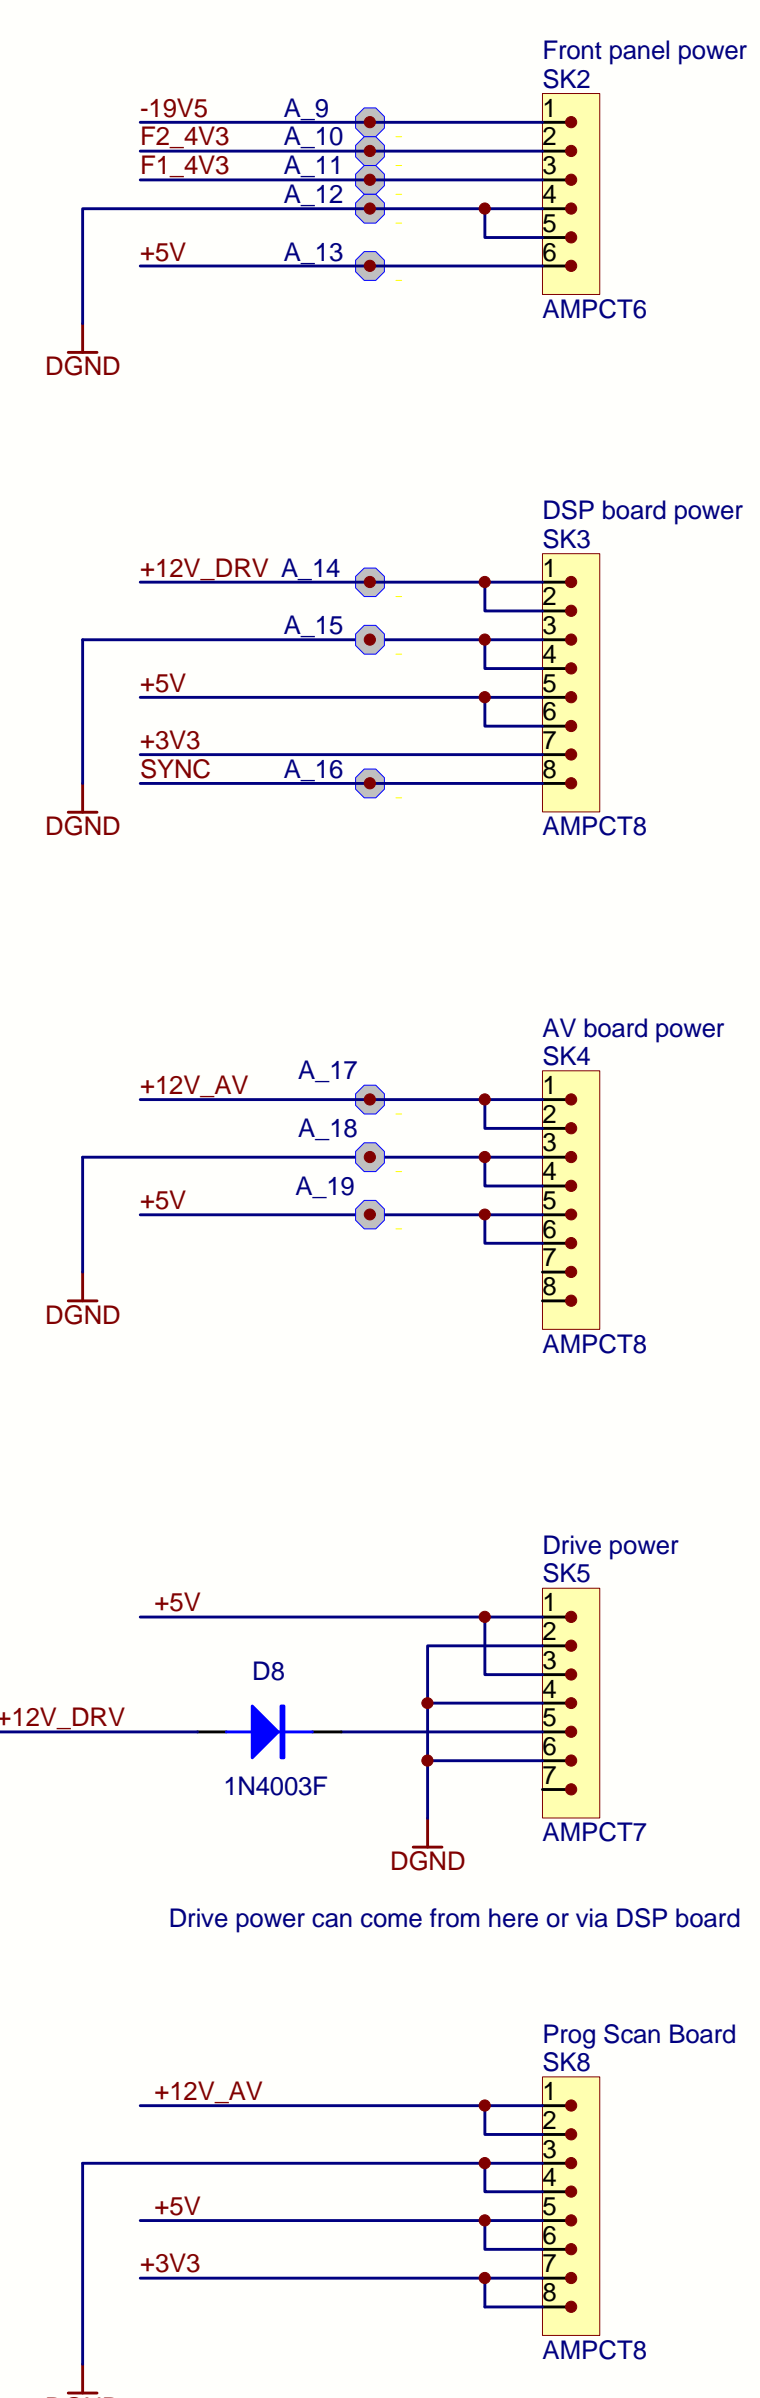 Front panel power
SK2
-19V5 A_9 1
F2_4V3 A_10 2
F1_4V3 A_11 3
A_12 4
5
+5V A_13 6
AMPCT6
DGND
DSP board power
SK3
+12V_DRV A_14 1
2
A_15 3
4
+5V 5
6
+3V3 7
SYNC A_16 8
DGND AMPCT8
AV board power
SK4
A_17
+12V_AV 1
2
A_18 3
4
A_19
+5V 5
6
7
8
DGND
AMPCT8
Drive power
SK5
+5V 1
2
3
D8
4
+12V_DRV 5
6
1N4003F 7
AMPCT7
DGND
Drive power can come from here or via DSP board
Prog Scan Board
SK8
+12V_AV 1
2
3
4
+5V 5
6
+3V3 7
8
AMPCT8